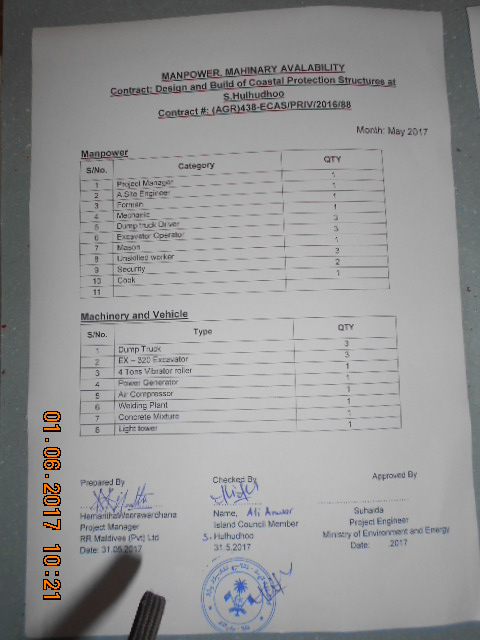 MANPOWER, MAHINARY AVALABILITY
Contract: Design and Build of Coastal Protection Structures at
S.Hulhudhoo
Contract #: (AGR)438-ECAS/PRIV/2016/88
Month: May 2017
Manpower
S/No. Category QTY
1 Project Manager 1
2 A.Site Engineer 1
3 Forman 1
4 Mechanic 1
5 Dump truck Driver 3
6 Excavator Operator 3
7 Mason 1
8 Unskilled worker 3
9 Security 2
10 Cook 1
11
Machinery and Vehicle
S/No. Type QTY
1 Dump Truck 3
2 EX – 320 Excavator 3
3 4 Tons Vibrator roller 1
4 Power Generator 1
5 Air Compressor 1
6 Welding Plant 1
7 Concrete Mixture 1
8 Light tower 1
Prepared By Checked By Approved By
HemanthaWeerawardhana Name, Ali Anwar Suhaida
Project Manager Island Council Member Project Engineer
RR Maldives (Pvt) Ltd S. Hulhudhoo Ministry of Environment and Energy
Date: 31.05.2017 31.5.2017 Date: .2017
01.06.2017 10:21